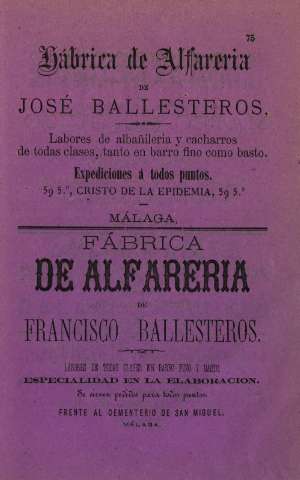 75
Fábrica de Alfareria
DE
JOSÉ BALLESTEROS,
Labores de albañileria y cacharros
de todas clases, tanto en barro fino como basto.
Expediciones á todos puntos.
59 5.º, CRISTO DE LA EPIDEMIA, 59 5.º
MÁLAGA,
FÁBRICA
DE ALFARERIA
DE
FRANCISCO BALLESTEROS.
LABORES DE TODAS CLASES EN BARRO FINO Y BASTO
ESPECIALIDAD EN LA ELABORACION.
Se sirven pedidos para todos puntos.
FRENTE AL CEMENTERIO DE SAN MIGUEL.
MÁLAGA.